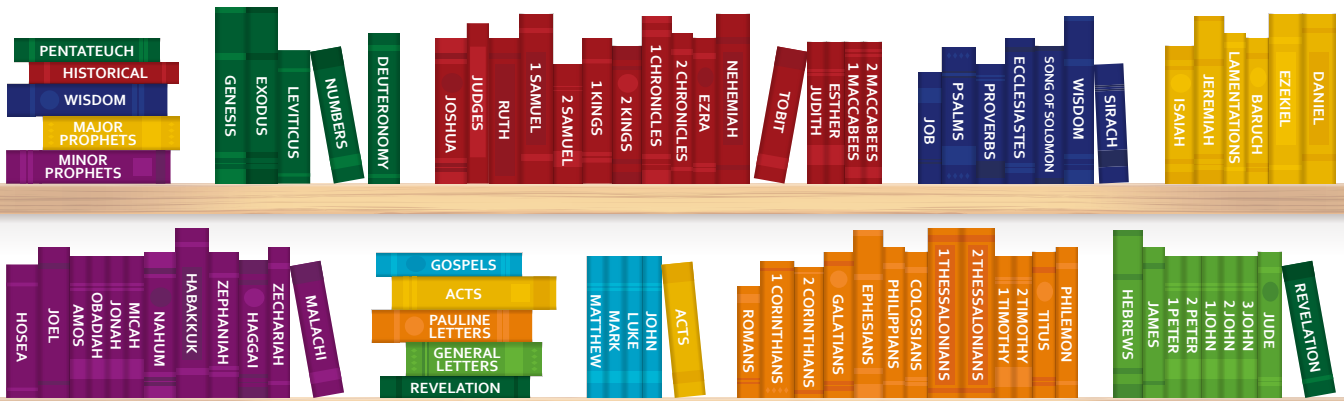 PENTATEUCH
HISTORICAL
WISDOM
MAJOR
PROPHETS
MINOR
PROPHETS
GENESIS
EXODUS
LEVITICUS
NUMBERS
DEUTERONOMY
JOSHUA
JUDGES
RUTH
1 SAMUEL
2 SAMUEL
1 KINGS
2 KINGS
1 CHRONICLES
2 CHRONICLES
EZRA
NEHEMIAH
TOBIT
JUDITH
ESTHER
1 MACCABEES
2 MACCABEES
JOB
PSALMS
PROVERBS
ECCLESIASTES
SONG OF SOLOMON
WISDOM
SIRACH
ISAIAH
JEREMIAH
LAMENTATIONS
BARUCH
EZEKIEL
DANIEL
HOSEA
JOEL
AMOS
OBADIAH
JONAH
MICAH
NAHUM
HABAKKUK
ZEPHANIAH
HAGGAI
ZECHARIAH
MALACHI
GOSPELS
ACTS
PAULINE
LETTERS
GENERAL
LETTERS
REVELATION
MATTHEW
MARK
LUKE
JOHN
ACTS
ROMANS
1 CORINTHIANS
2 CORINTHIANS
GALATIANS
EPHESIANS
PHILIPPIANS
COLOSSIANS
1 THESSALONIANS
2 THESSALONIANS
1 TIMOTHY
2 TIMOTHY
TITUS
PHILEMON
HEBREWS
JAMES
1 PETER
2 PETER
1 JOHN
2 JOHN
3 JOHN
JUDE
REVELATION